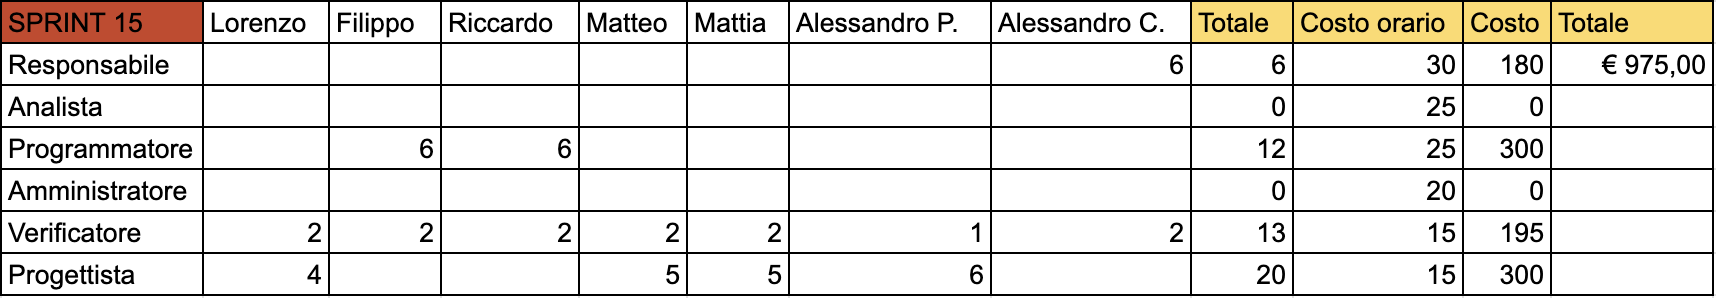 SPRINT 15 Lorenzo Filippo Riccardo Matteo Mattia Alessandro P. Alessandro C. Totale Costo orario Costo Totale
Responsabile 6 6 30 180 € 975,00
Analista 0 25 0
Programmatore 6 6 12 25 300
Amministratore 0 20 0
Verificatore 2 2 2 2 2 1 2 13 15 195
Progettista 4 5 5 6 20 15 300